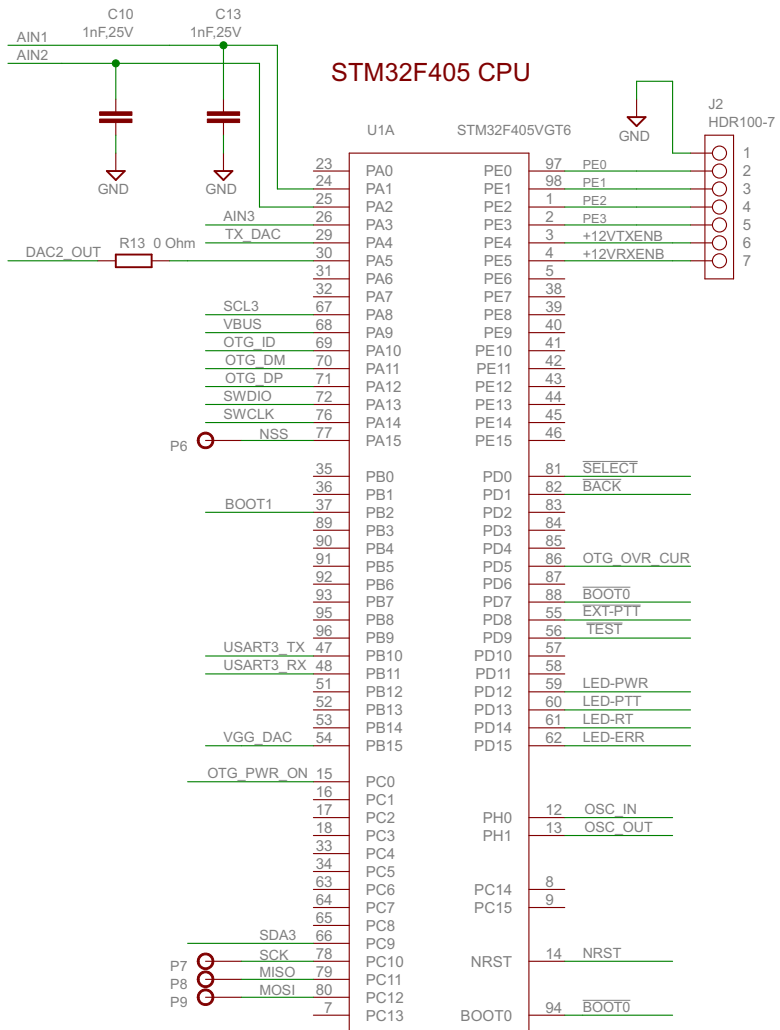 C10
1nF,25V
C13
1nF,25V
AIN1
AIN2
GND
GND
STM32F405 CPU
GND
J2
HDR100-7
1
2
3
4
5
6
7
U1A
STM32F405VGT6
23 PA0
24 PA1
25 PA2
AIN3 26 PA3
TX_DAC 29 PA4
DAC2_OUT R13 0 Ohm 30 PA5
31 PA6
32 PA7
SCL3 67 PA8
VBUS 68 PA9
OTG_ID 69 PA10
OTG_DM 70 PA11
OTG_DP 71 PA12
SWDIO 72 PA13
SWCLK 76 PA14
P6 NSS 77 PA15
35 PB0
36 PB1
BOOT1 37 PB2
89 PB3
90 PB4
91 PB5
92 PB6
93 PB7
95 PB8
96 PB9
USART3_TX 47 PB10
USART3_RX 48 PB11
51 PB12
52 PB13
53 PB14
VGG_DAC 54 PB15
OTG_PWR_ON 15 PC0
16 PC1
17 PC2
18 PC3
33 PC4
34 PC5
63 PC6
64 PC7
65 PC8
SDA3 66 PC9
P7 SCK 78 PC10
P8 MISO 79 PC11
P9 MOSI 80 PC12
7 PC13
PE0 97 PE0
PE1 98 PE1
PE2 1 PE2
PE3 2 PE3
PE4 3 +12VTXENB
PE5 4 +12VRXENB
PE6 5
PE7 38
PE8 39
PE9 40
PE10 41
PE11 42
PE12 43
PE13 44
PE14 45
PE15 46
PD0 81 SELECT
PD1 82 BACK
PD2 83
PD3 84
PD4 85
PD5 86 OTG_OVR_CUR
PD6 87
PD7 88 BOOT0
PD8 55 EXT-PTT
PD9 56 TEST
PD10 57
PD11 58
PD12 59 LED-PWR
PD13 60 LED-PTT
PD14 61 LED-RT
PD15 62 LED-ERR
PH0 12 OSC_IN
PH1 13 OSC_OUT
PC14 8
PC15 9
NRST 14 NRST
BOOT0 94 BOOT0